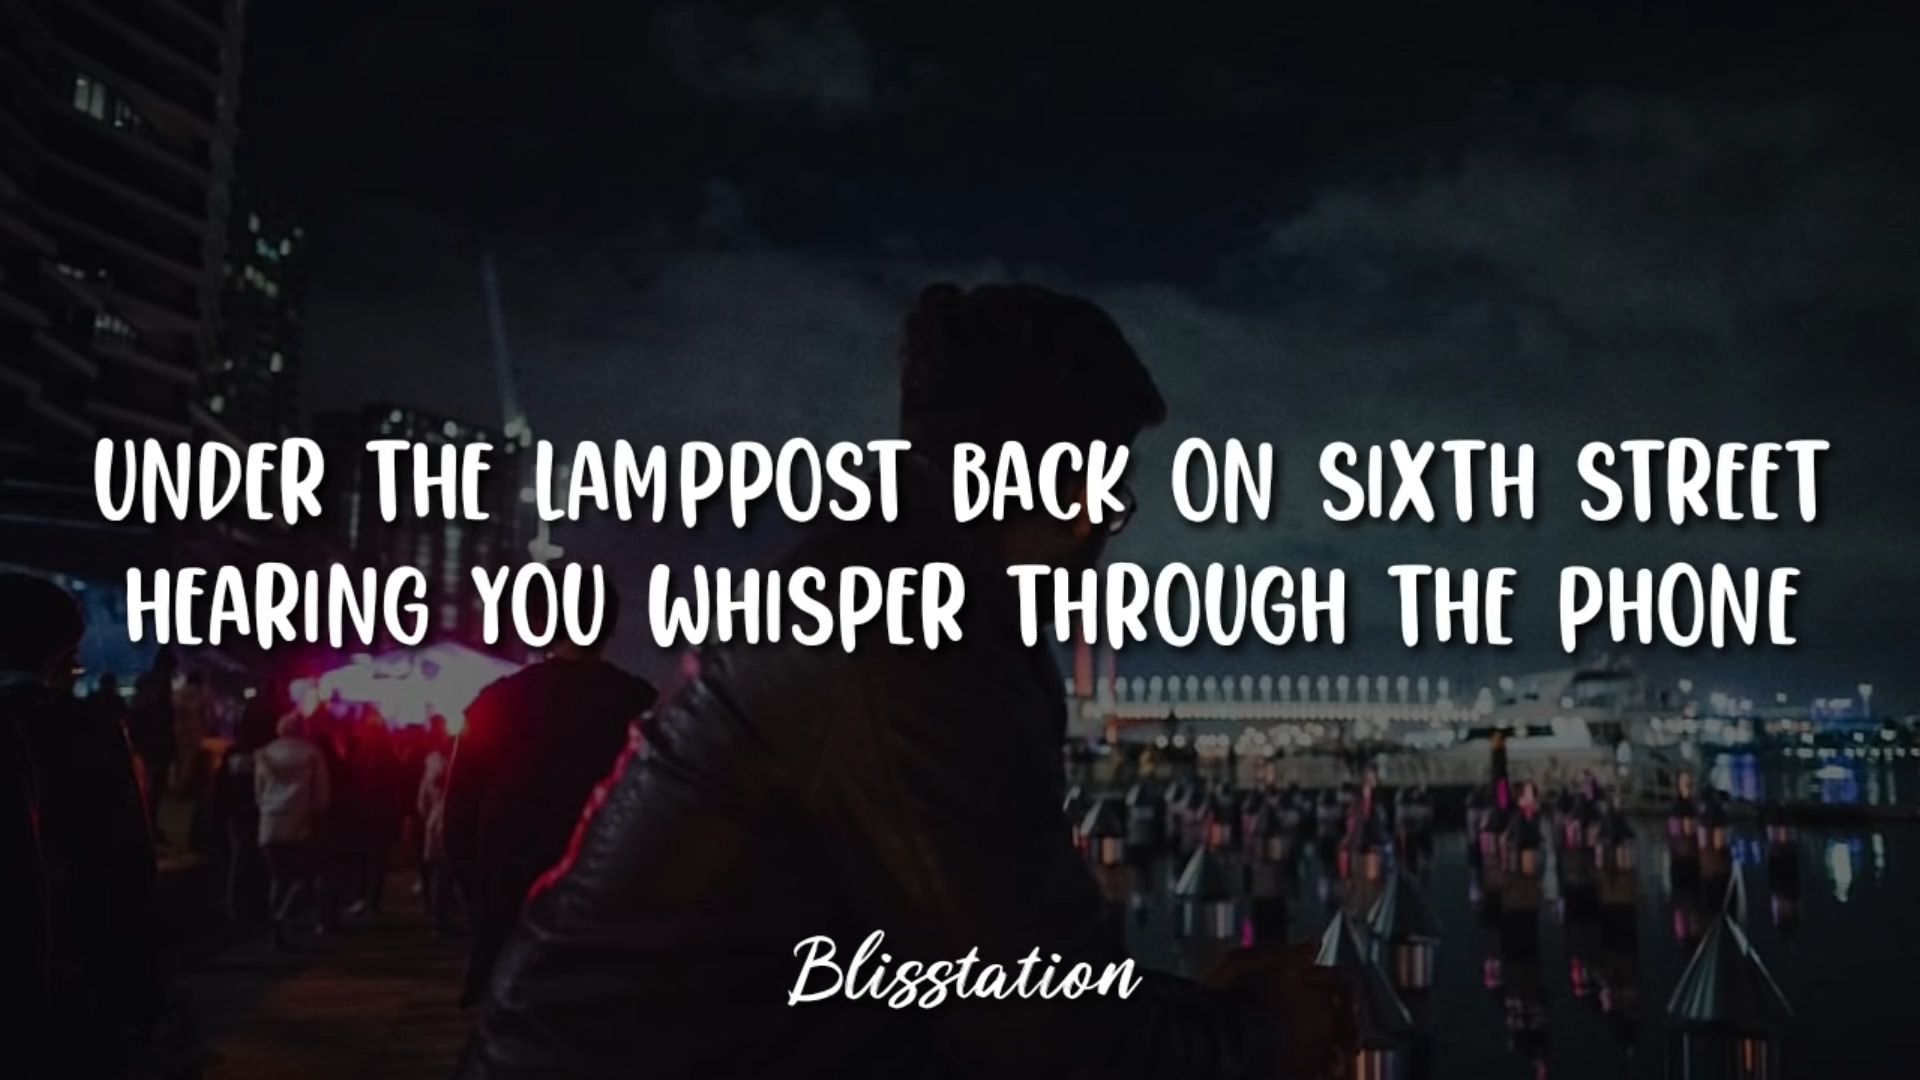 UNDER THE LAMPPOST BACK ON SIXTH STREET
HEARING YOU WHISPER THROUGH THE PHONE
Blisstation